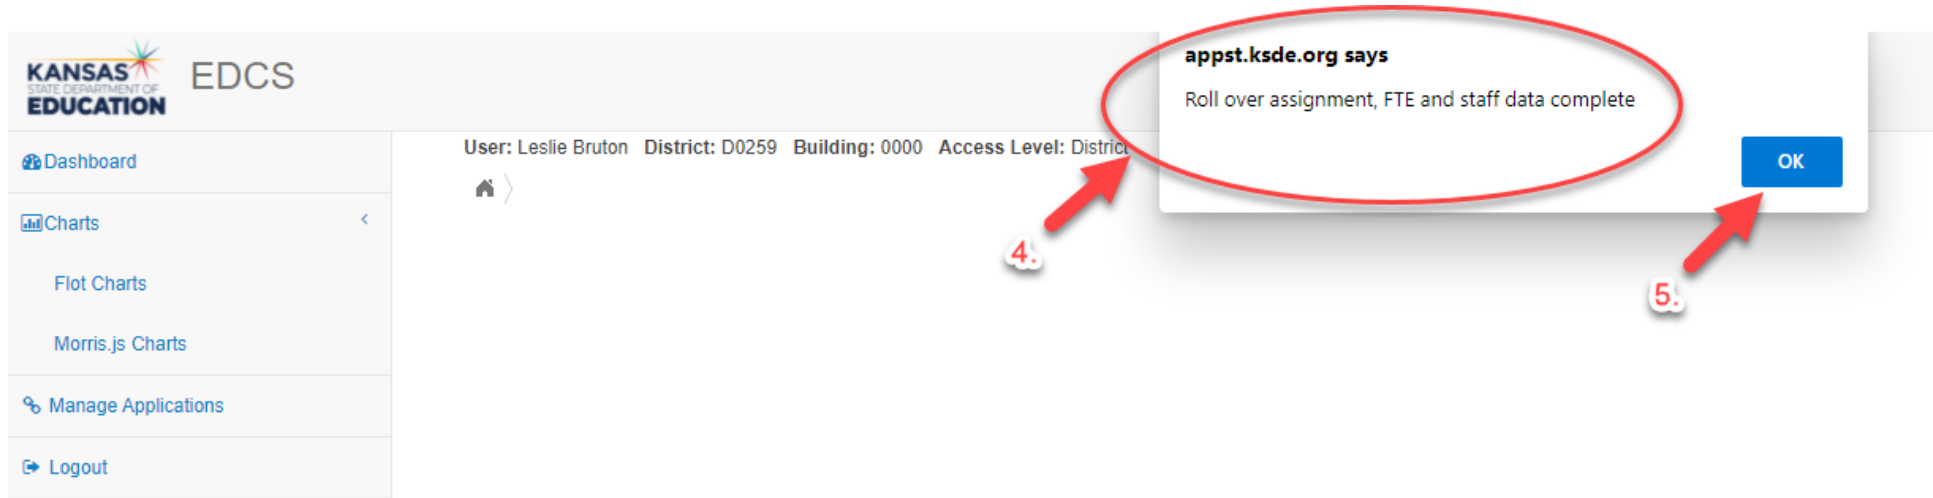 KANSAS
STATE DEPARTMENT OF
EDUCATION
EDCS
appst.ksde.org says
Roll over assignment, FTE and staff data complete
OK
User: Leslie Bruton District: D0259 Building: 0000 Access Level: District
Dashboard
Charts
Flot Charts
Morris.js Charts
Manage Applications
Logout
4.
5.